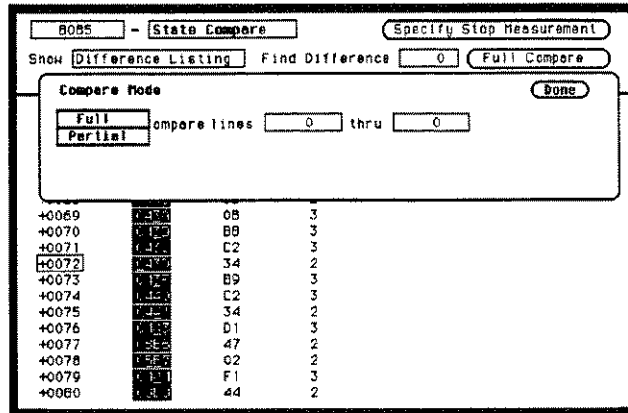 8085 - State Compare Specify Stop Measurement
Show Difference Listing Find Difference 0 Full Compare
Compare Mode Done
Full
Partial
ompare lines 0 thru 0
+0069 08 3
+0070 B8 3
+0071 C2 3
+0072 34 2
+0073 B9 3
+0074 C2 3
+0075 34 2
+0076 D1 3
+0077 47 2
+0078 02 2
+0079 F1 3
+0080 44 2